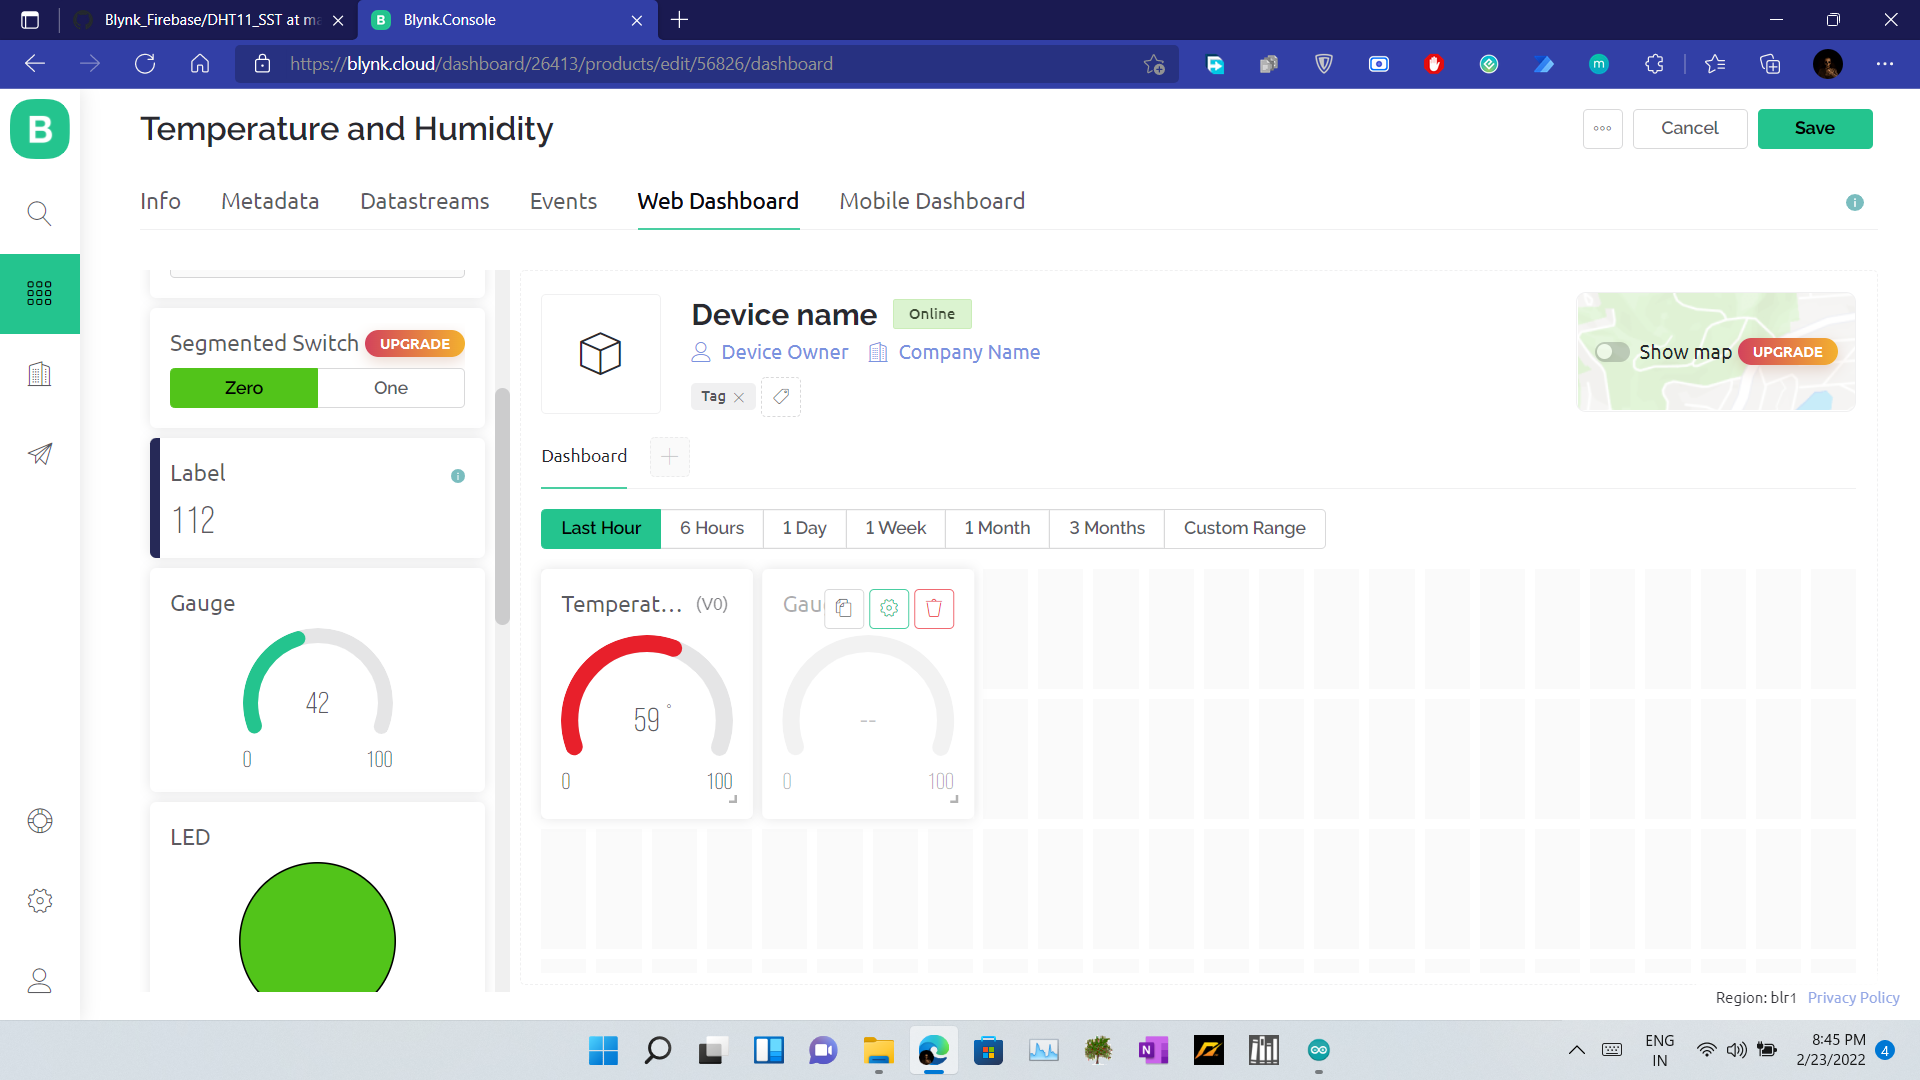 Blynk_Firebase/DHT11_SST at ma
Blynk.Console
https://blynk.cloud/dashboard/26413/products/edit/56826/dashboard
B
Temperature and Humidity
Cancel
Save
Info
Metadata
Datastreams
Events
Web Dashboard
Mobile Dashboard
Segmented Switch
UPGRADE
Zero
One
Label
112
Gauge
42
0
100
LED
Device name
Online
Device Owner
Company Name
Tag
Show map
UPGRADE
Dashboard
Last Hour
6 Hours
1 Day
1 Week
1 Month
3 Months
Custom Range
Temperat... (V0)
59 °
0
100
Gau
--
0
100
Region: blr1
Privacy Policy
ENG
IN
8:45 PM
2/23/2022
4